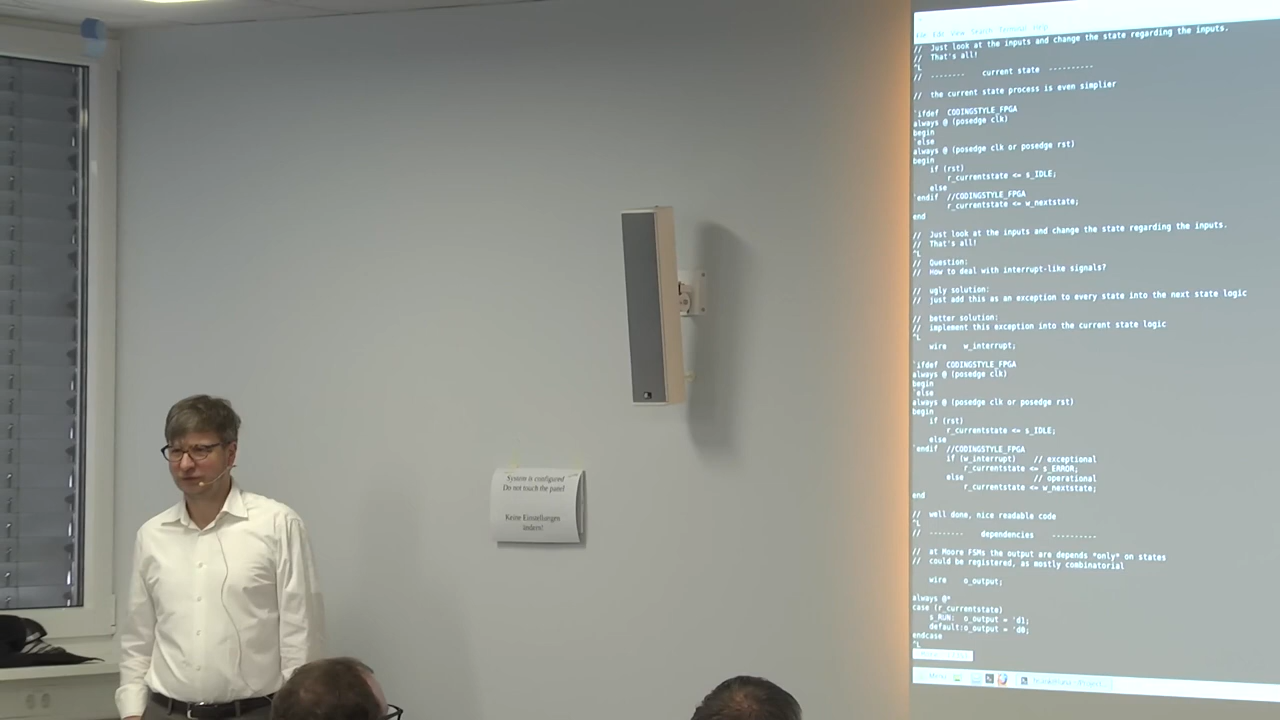 System is configured
Do not touch the panel
Keine Einstellungen
ändern!
File Edit View Search Terminal Help
// Just look at the inputs and change the state regarding the inputs.
// That's all!
^L
// -------- current state ----------
// the current state process is even simplier
`ifdef CODINGSTYLE_FPGA
always @ (posedge clk)
begin
`else
always @ (posedge clk or posedge rst)
begin
if (rst)
r_currentstate <= s_IDLE;
else
`endif //CODINGSTYLE_FPGA
r_currentstate <= w_nextstate;
end
// Just look at the inputs and change the state regarding the inputs.
// That's all!
^L
// Question:
// How to deal with interrupt-like signals?
// ugly solution:
// just add this as an exception to every state into the next state logic
// better solution:
// implement this exception into the current state logic
^L
wire w_interrupt;
`ifdef CODINGSTYLE_FPGA
always @ (posedge clk)
begin
`else
always @ (posedge clk or posedge rst)
begin
if (rst)
r_currentstate <= s_IDLE;
else
`endif //CODINGSTYLE_FPGA
if (w_interrupt) // exceptional
r_currentstate <= s_ERROR;
else // operational
r_currentstate <= w_nextstate;
end
// well done, nice readable code
^L
// -------- dependencies ----------
// at Moore FSMs the output are depends *only* on states
// could be registered, as mostly combinatorial
wire o_output;
always @*
case (r_currentstate)
s_RUN: o_output = 'd1;
default:o_output = 'd0;
endcase
^L
Menu